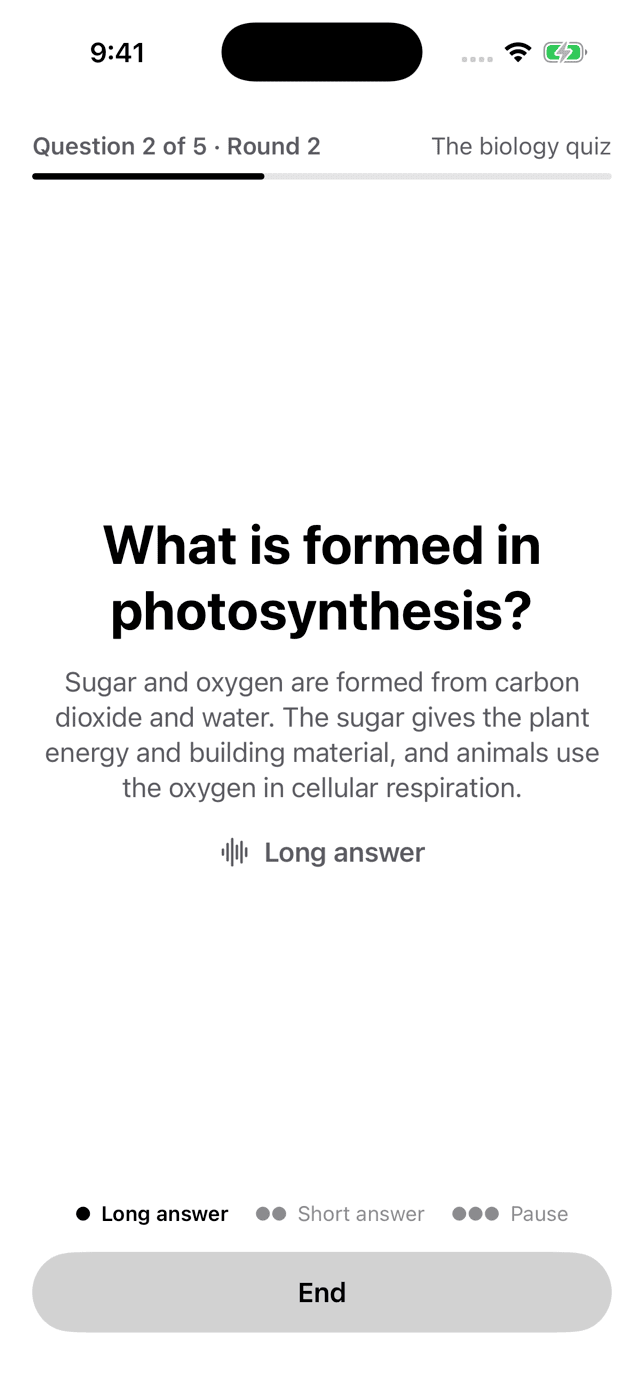 9:41
Question 2 of 5 · Round 2
The biology quiz
What is formed in
photosynthesis?
Sugar and oxygen are formed from carbon
dioxide and water. The sugar gives the plant
energy and building material, and animals use
the oxygen in cellular respiration.
Long answer
Long answer
Short answer
Pause
End